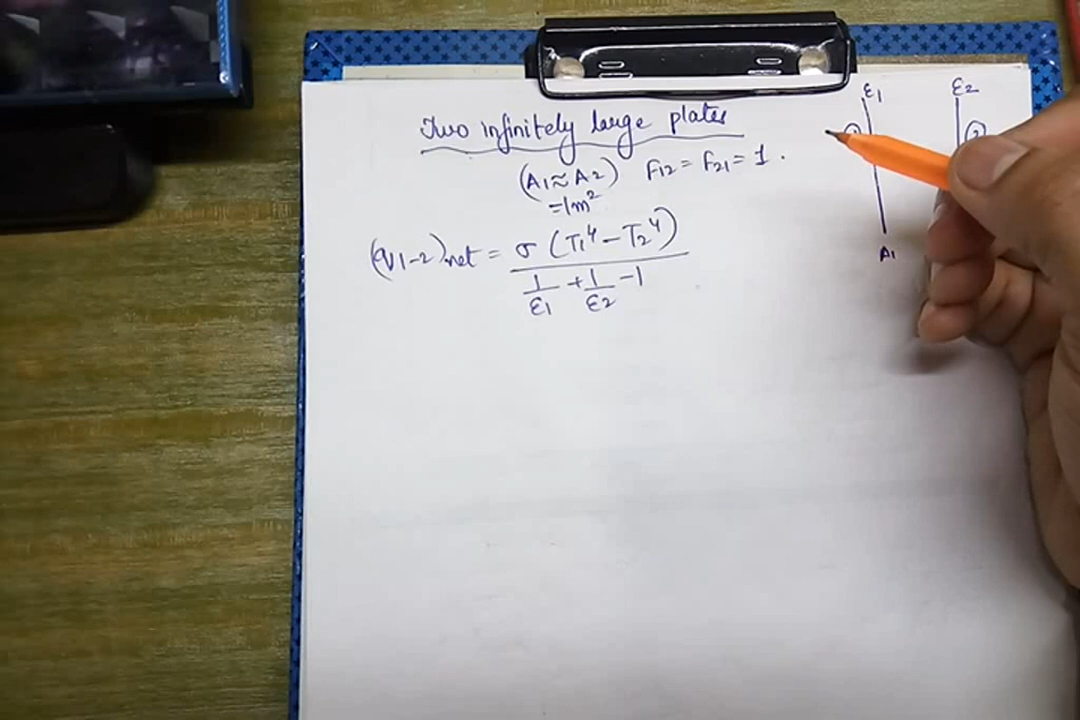 Two infinitely large plates
(A₁≈A₂) F₁₂ = F₂₁ = 1.
=1m²
(q₁₋₂)net = σ (T₁⁴ − T₂⁴)
1/ε₁ + 1/ε₂ − 1
ε₁ ε₂
② 
A₁